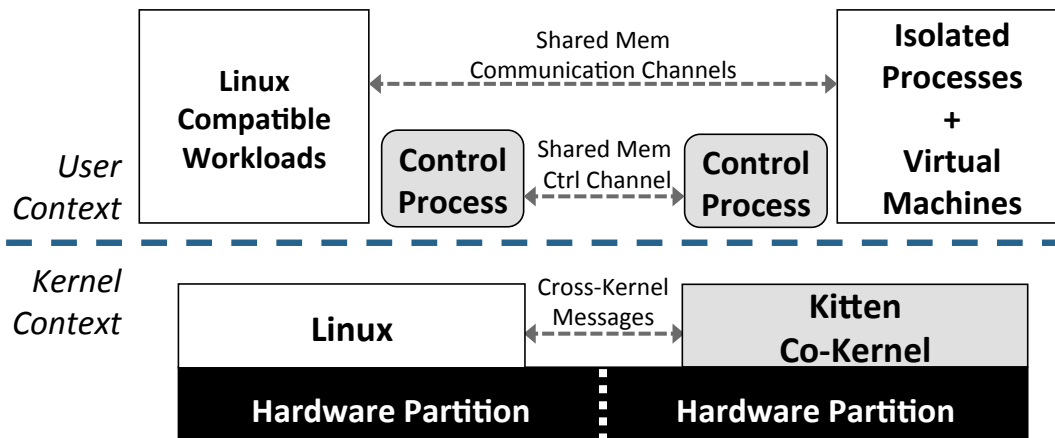 Shared Mem
Communication Channels
Linux
Compatible
Workloads
Isolated
Processes
+
Virtual
Machines
User
Context
Control
Process
Shared Mem
Ctrl Channel
Control
Process
Kernel
Context
Linux
Cross-Kernel
Messages
Kitten
Co-Kernel
Hardware Partition
Hardware Partition